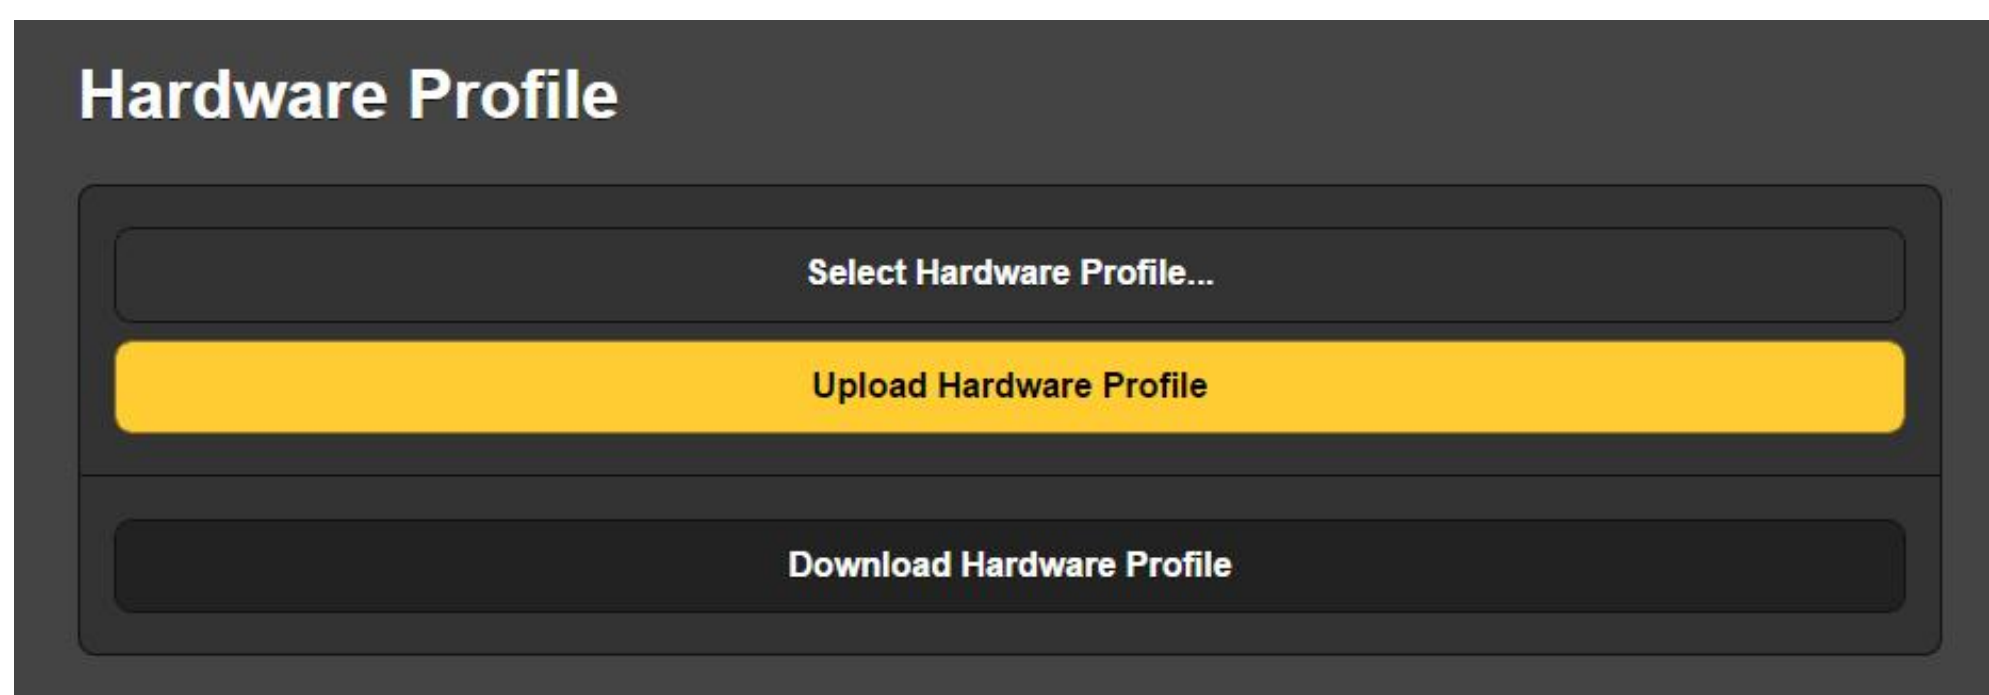 Hardware Profile
Select Hardware Profile...
Upload Hardware Profile
Download Hardware Profile